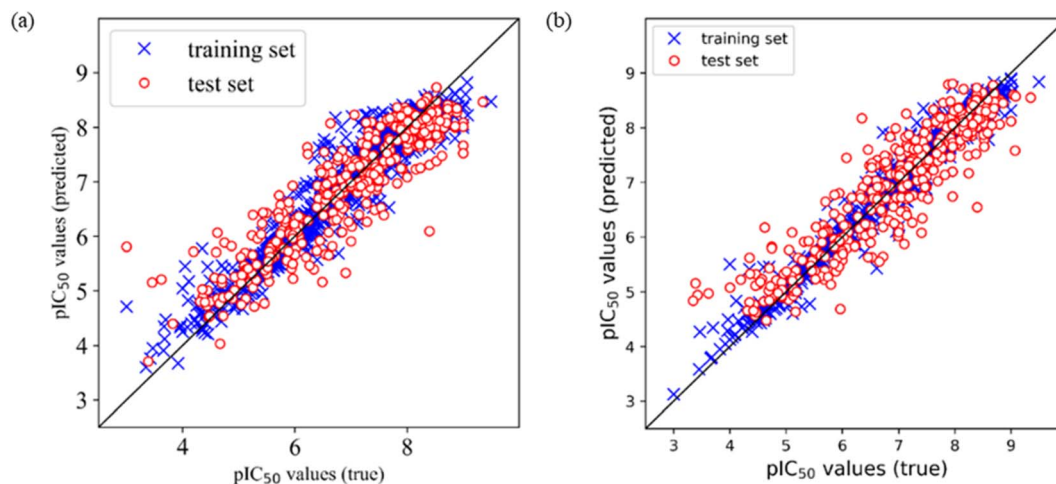 (a)
training set
test set
9
8
7
6
5
4
3
pIC50 values (predicted)
4
6
8
pIC50 values (true)
(b)
training set
test set
9
8
7
6
5
4
3
pIC50 values (predicted)
3
4
5
6
7
8
9
pIC50 values (true)